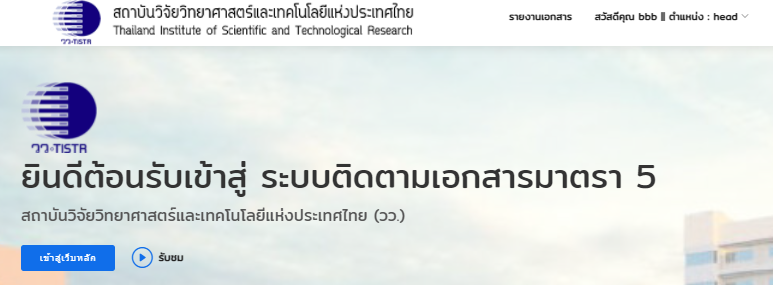 สถาบันวิจัยวิทยาศาสตร์และเทคโนโลยีแห่งประเทศไทย
Thailand Institute of Scientific and Technological Research
วว·TISTR
รายงานเอกสาร
สวัสดีคุณ bbb || ตำแหน่ง : head
วว·TISTR
ยินดีต้อนรับเข้าสู่ ระบบติดตามเอกสารมาตรา 5
สถาบันวิจัยวิทยาศาสตร์และเทคโนโลยีแห่งประเทศไทย (วว.)
เข้าสู่เว็บหลัก
รับชม